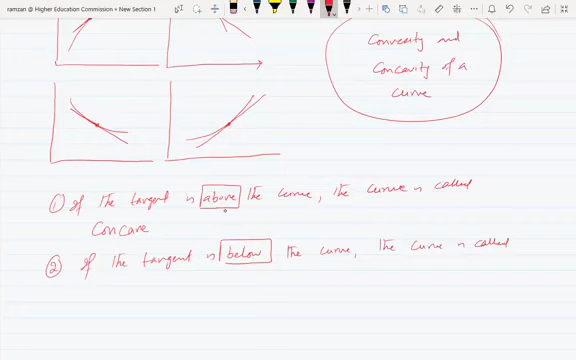 ramzan @ Higher Education Commission » New Section 1
Convexity and
Concavity of a
curve
① If the tangent is above the curve, the curve is called
Concave
② If the tangent is below the curve, the curve is called